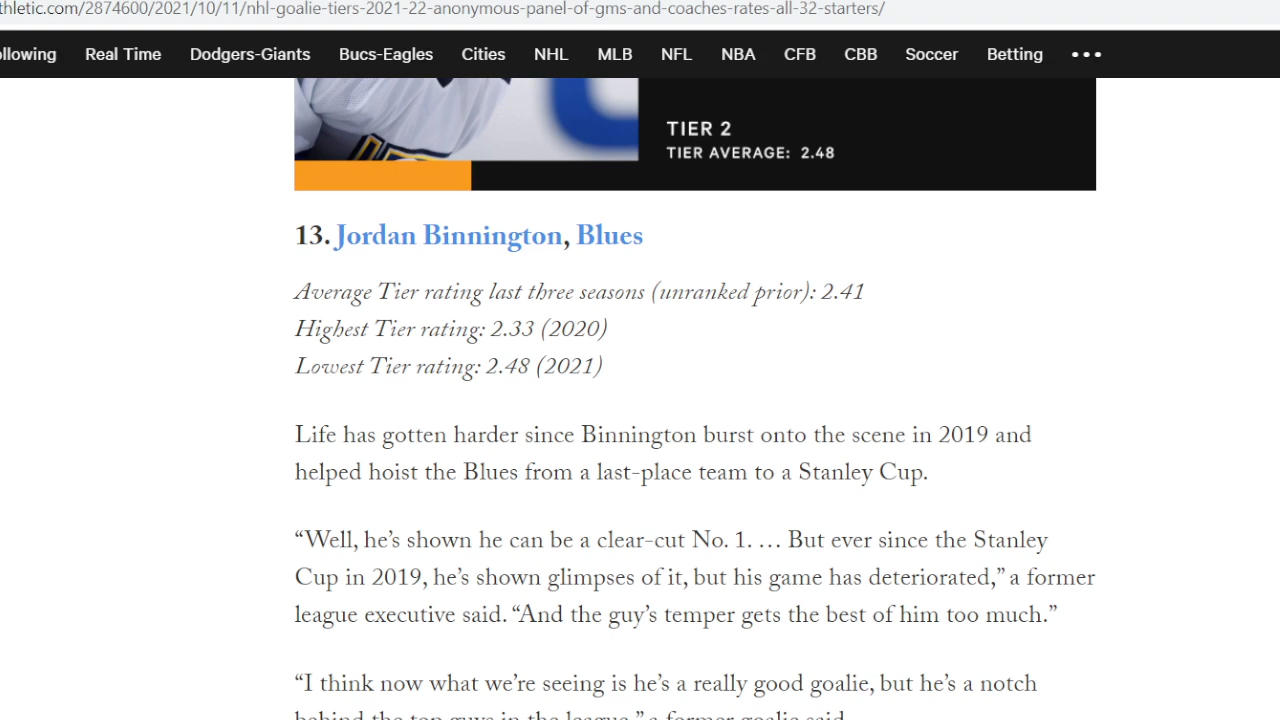 thletic.com/2874600/2021/10/11/nhl-goalie-tiers-2021-22-anonymous-panel-of-gms-and-coaches-rates-all-32-starters/
ollowing Real Time Dodgers-Giants Bucs-Eagles Cities NHL MLB NFL NBA CFB CBB Soccer Betting •••
TIER 2
TIER AVERAGE: 2.48
13. Jordan Binnington, Blues
Average Tier rating last three seasons (unranked prior): 2.41
Highest Tier rating: 2.33 (2020)
Lowest Tier rating: 2.48 (2021)
Life has gotten harder since Binnington burst onto the scene in 2019 and
helped hoist the Blues from a last-place team to a Stanley Cup.
“Well, he’s shown he can be a clear-cut No. 1. … But ever since the Stanley
Cup in 2019, he’s shown glimpses of it, but his game has deteriorated,” a former
league executive said. “And the guy’s temper gets the best of him too much.”
“I think now what we’re seeing is he’s a really good goalie, but he’s a notch
behind the top guys in the league,” a former goalie said.